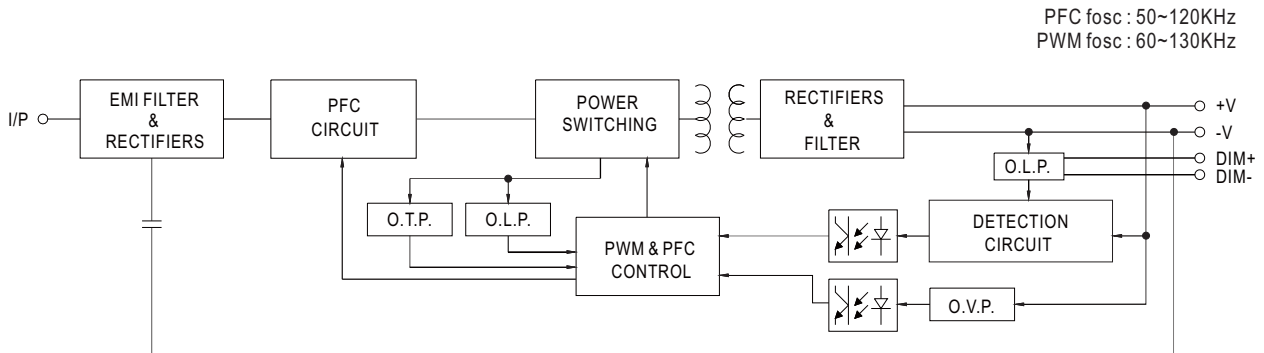 PFC fosc : 50~120KHz
PWM fosc : 60~130KHz
I/P
EMI FILTER
&
RECTIFIERS
PFC
CIRCUIT
POWER
SWITCHING
RECTIFIERS
&
FILTER
+V
-V
DIM+
DIM-
O.L.P.
O.T.P.
O.L.P.
PWM & PFC
CONTROL
DETECTION
CIRCUIT
O.V.P.